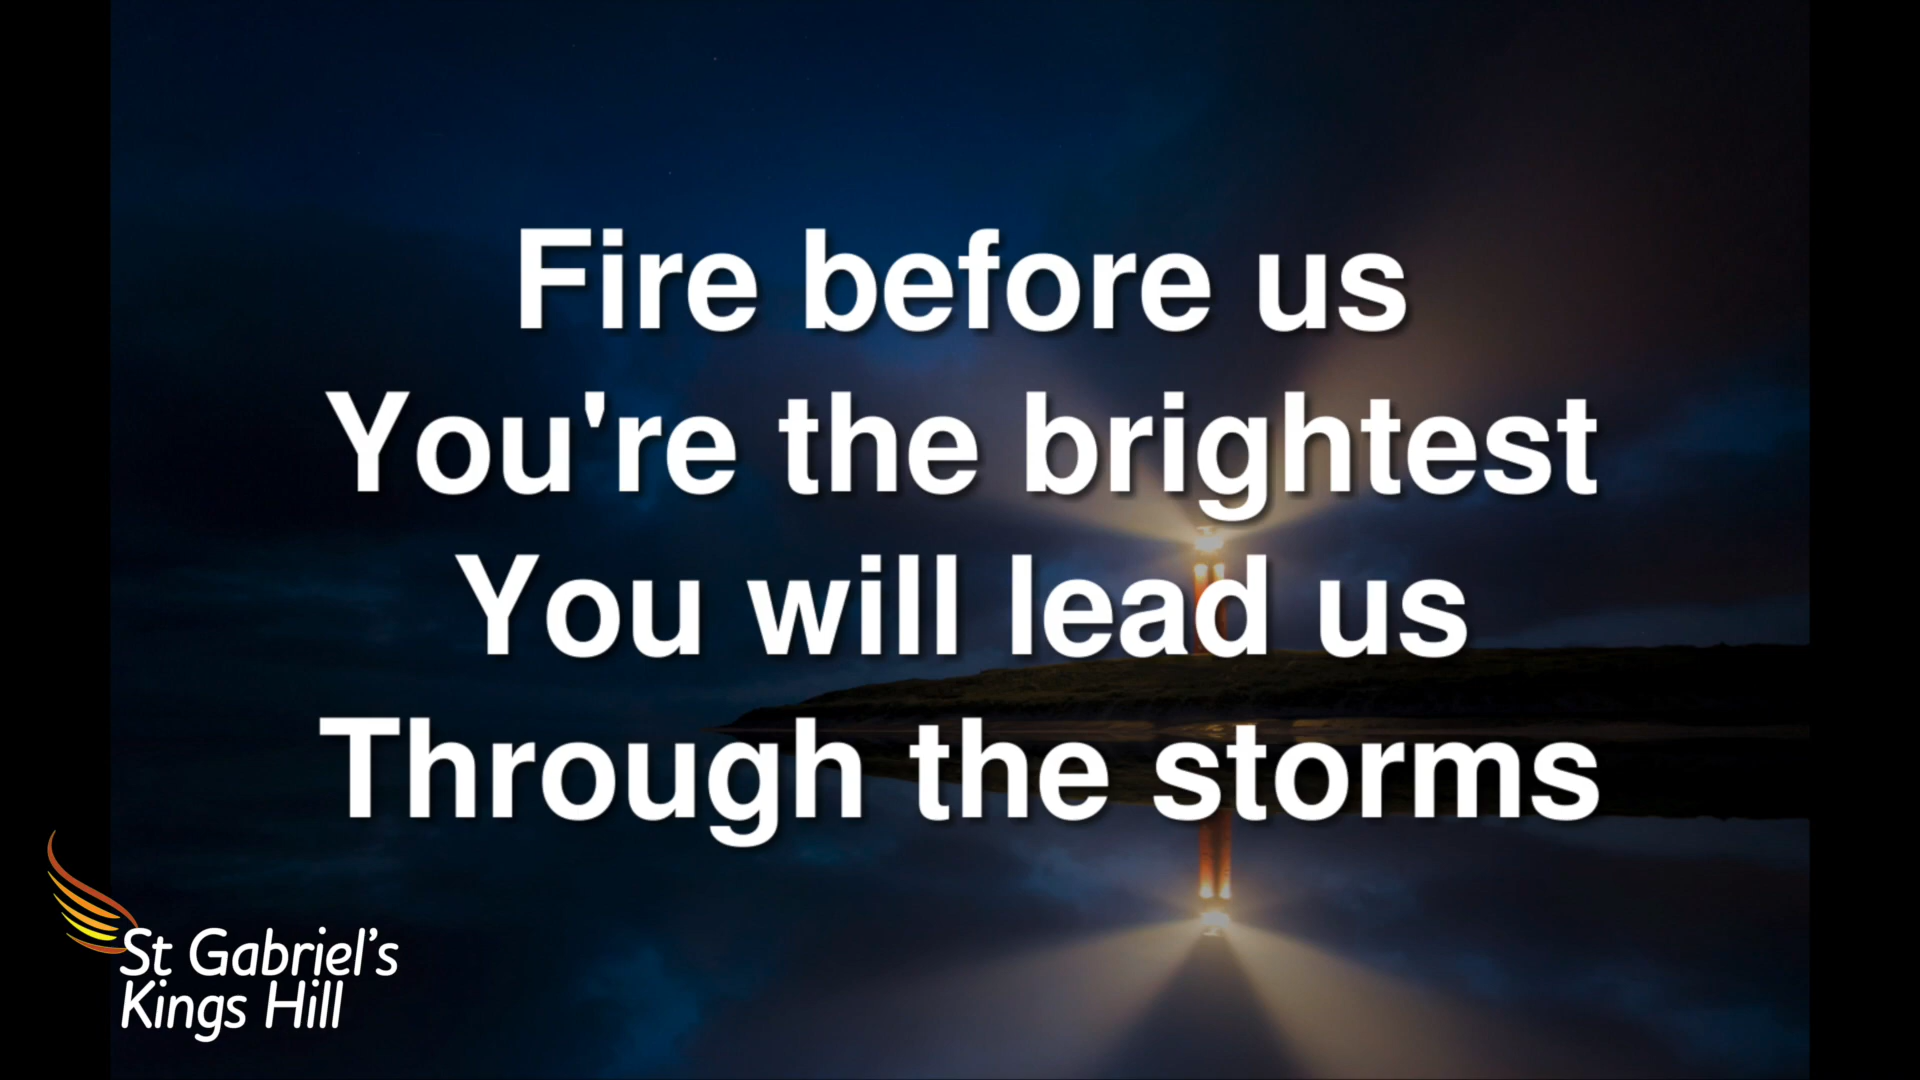 Fire before us
You're the brightest
You will lead us
Through the storms
St Gabriel’s
Kings Hill